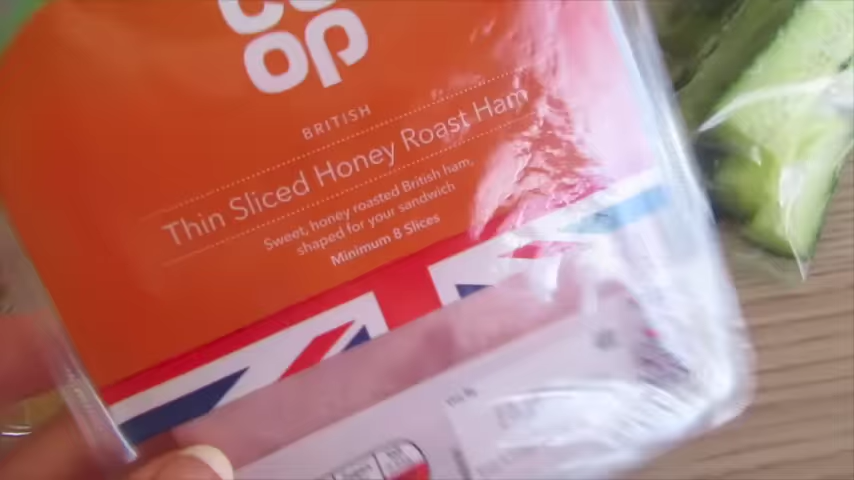 CO
OP
BRITISH
Thin Sliced Honey Roast Ham
Sweet, honey roasted British ham,
shaped for your sandwich
Minimum 8 Slices